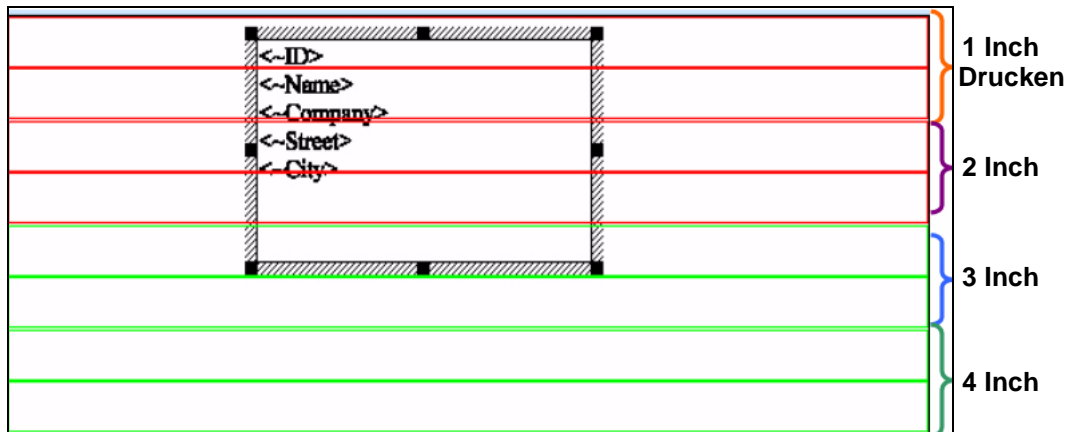 <~ID>
<~Name>
<~Company>
<~Street>
<~City>
1 Inch
Drucken
2 Inch
3 Inch
4 Inch